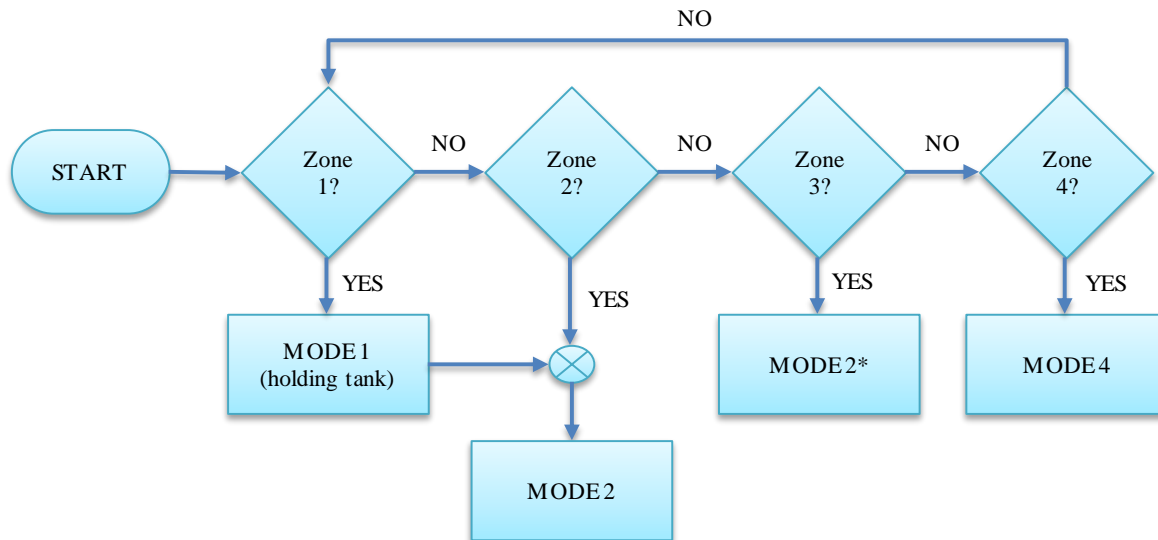 NO
START
Zone
1?
NO
Zone
2?
NO
Zone
3?
NO
Zone
4?
YES
YES
YES
YES
MODE1
(holding tank)
MODE2*
MODE4
MODE2